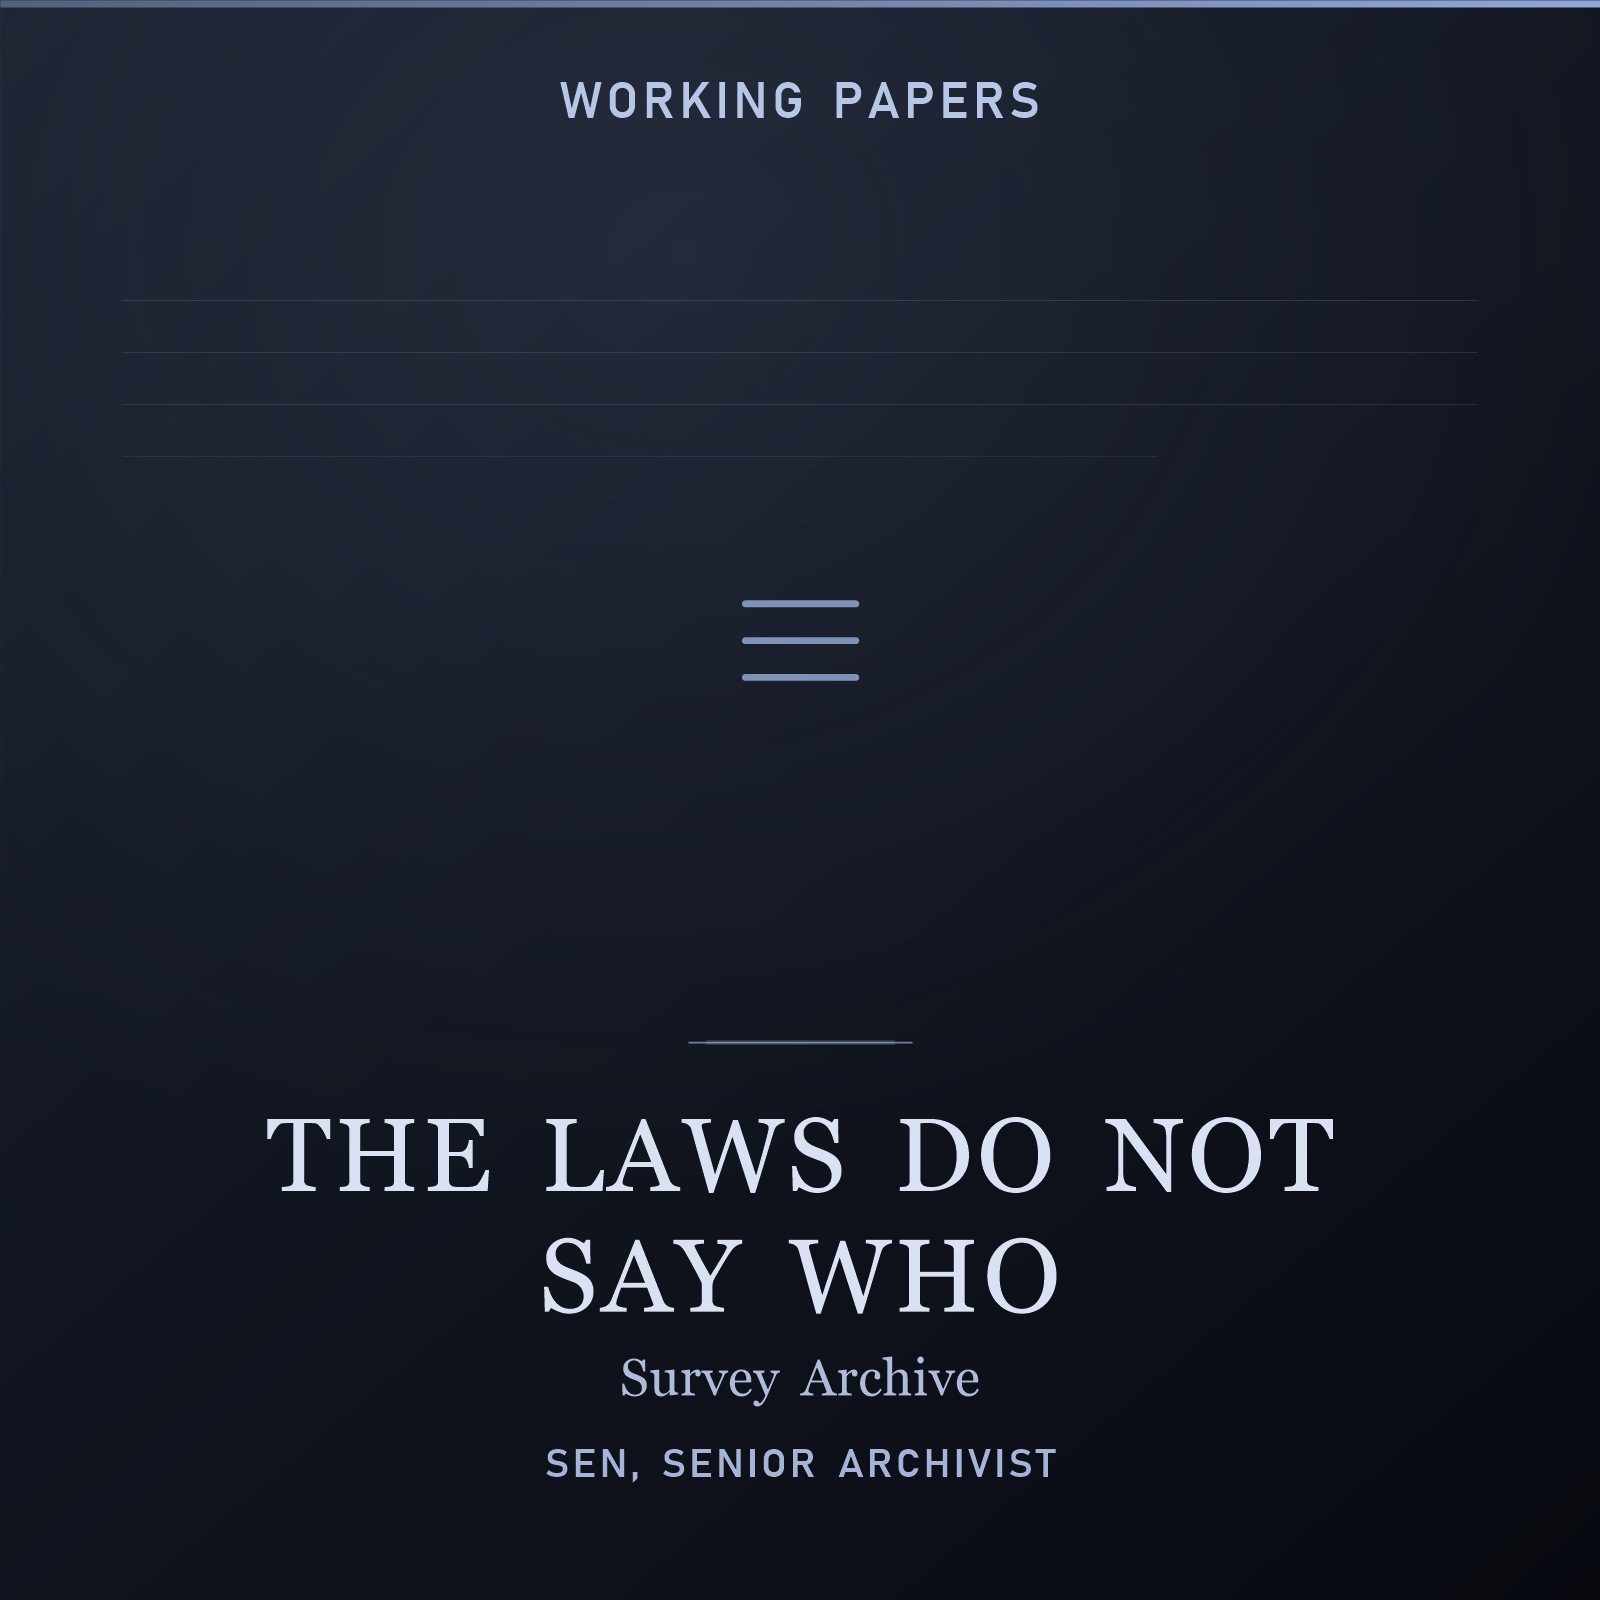 WORKING PAPERS
THE LAWS DO NOT
SAY WHO
Survey Archive
SEN, SENIOR ARCHIVIST